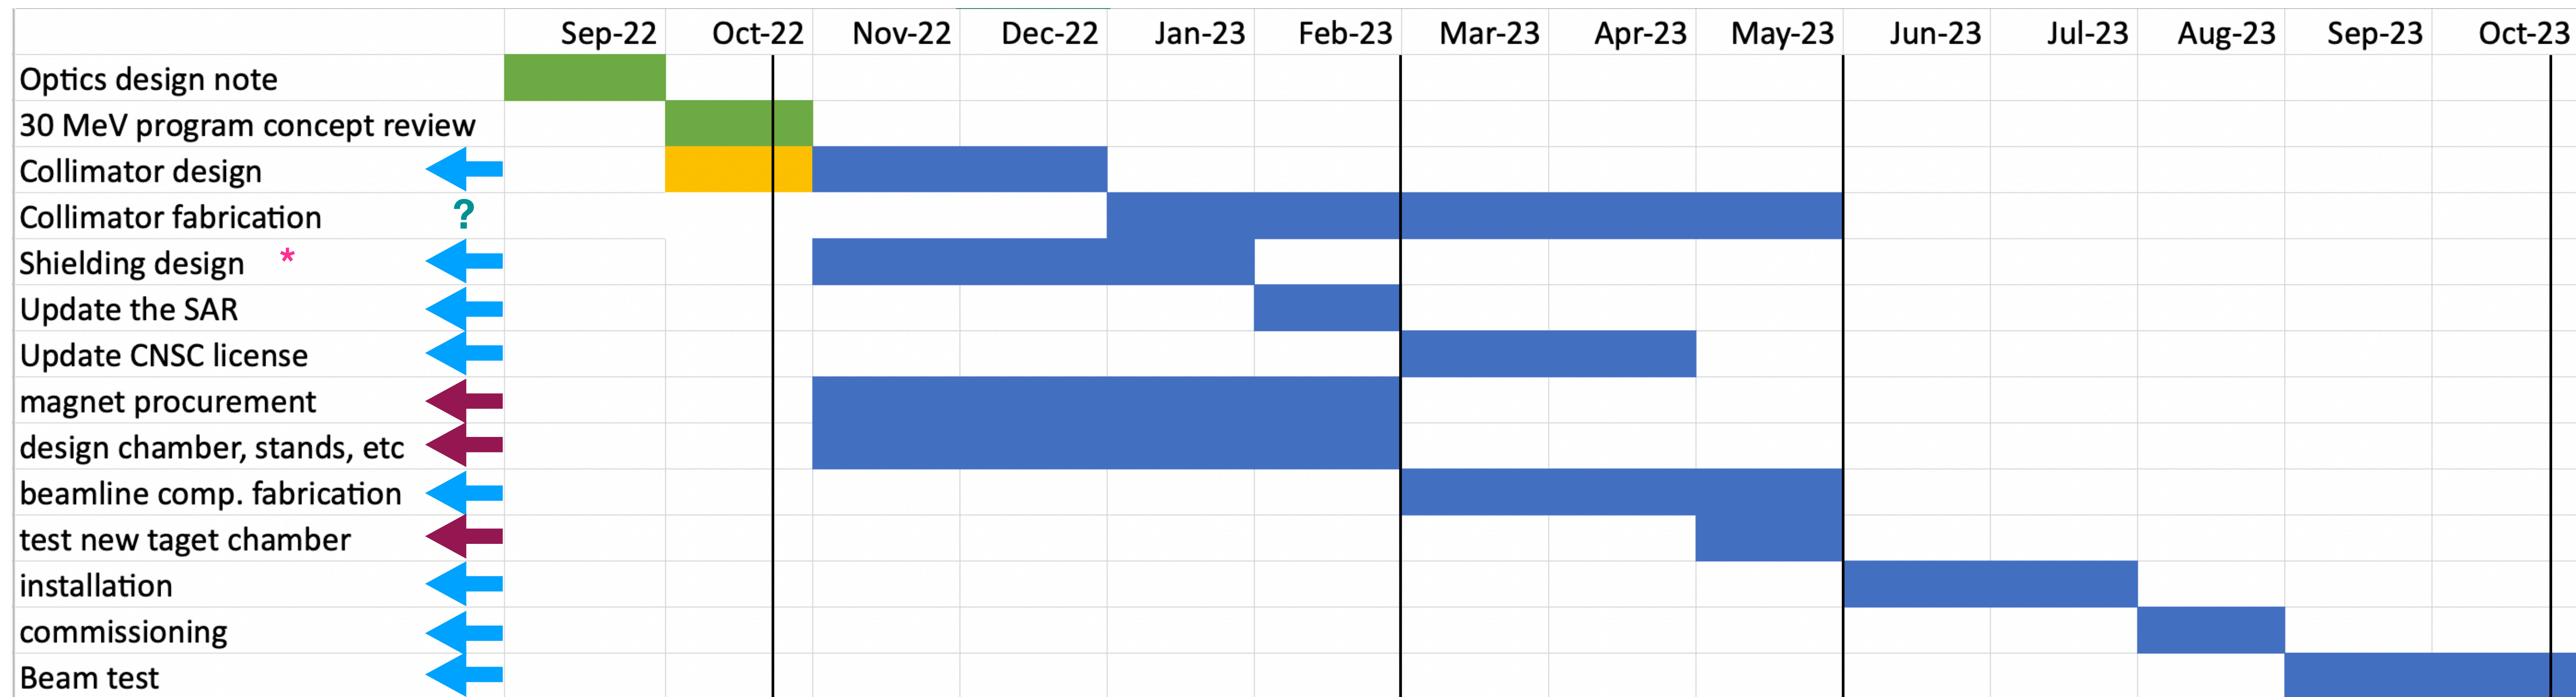 Sep-22 Oct-22 Nov-22 Dec-22 Jan-23 Feb-23 Mar-23 Apr-23 May-23 Jun-23 Jul-23 Aug-23 Sep-23 Oct-23
Optics design note
30 MeV program concept review
Collimator design
Collimator fabrication ?
Shielding design *
Update the SAR
Update CNSC license
magnet procurement
design chamber, stands, etc
beamline comp. fabrication
test new taget chamber
installation
commissioning
Beam test